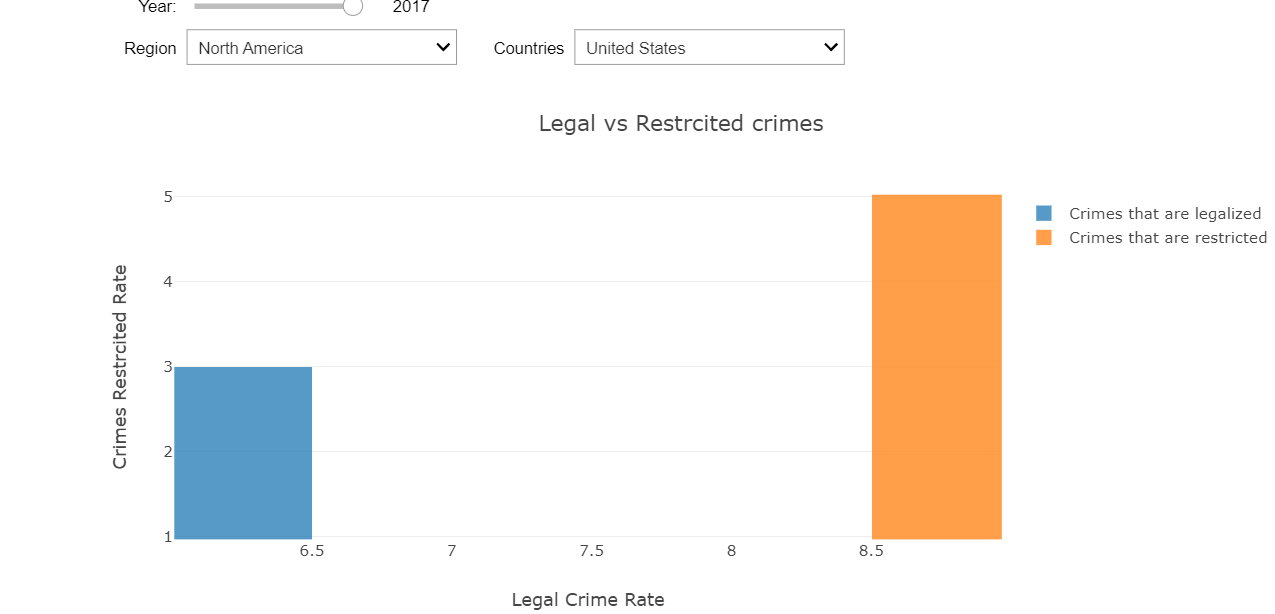 Year: 2017
Region North America Countries United States
Legal vs Restrcited crimes
Crimes that are legalized
Crimes that are restricted
Crimes Restrcited Rate
5
4
3
2
1
6.5 7 7.5 8 8.5
Legal Crime Rate